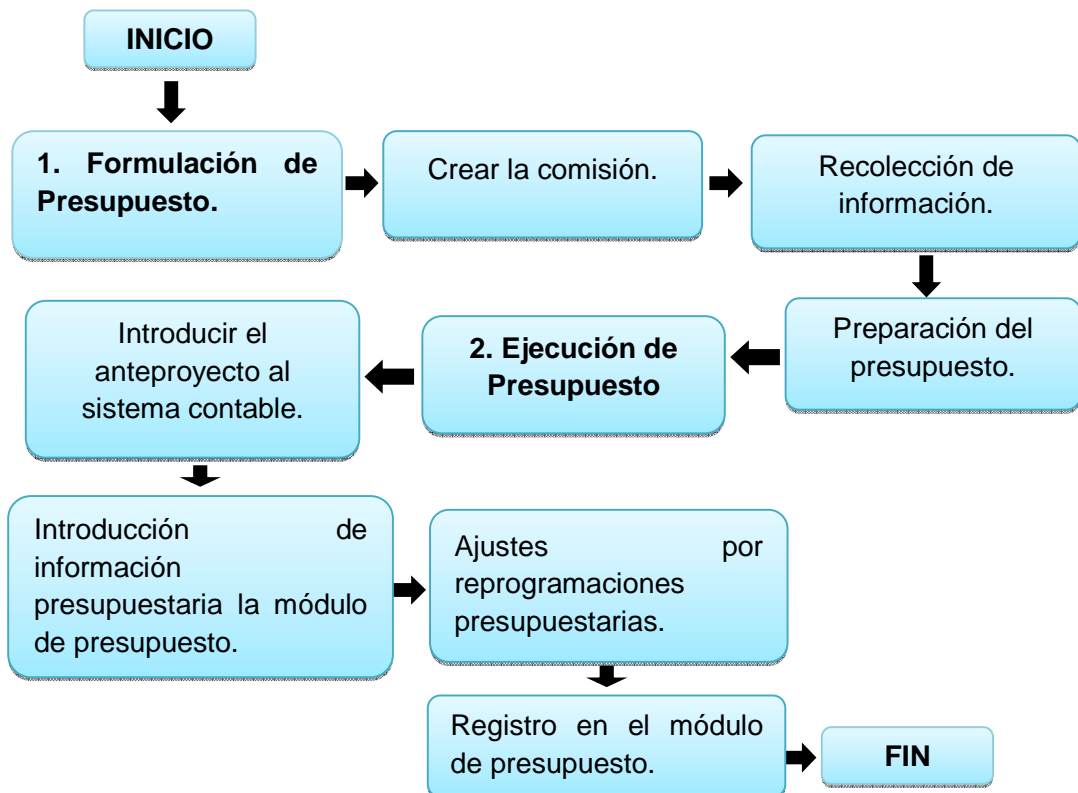 INICIO
1. Formulación de
Presupuesto.
Crear la comisión.
Recolección de
información.
Preparación del
presupuesto.
2. Ejecución de
Presupuesto
Introducir el
anteproyecto al
sistema contable.
Introducción de
información
presupuestaria la módulo
de presupuesto.
Ajustes por
reprogramaciones
presupuestarias.
Registro en el módulo
de presupuesto.
FIN